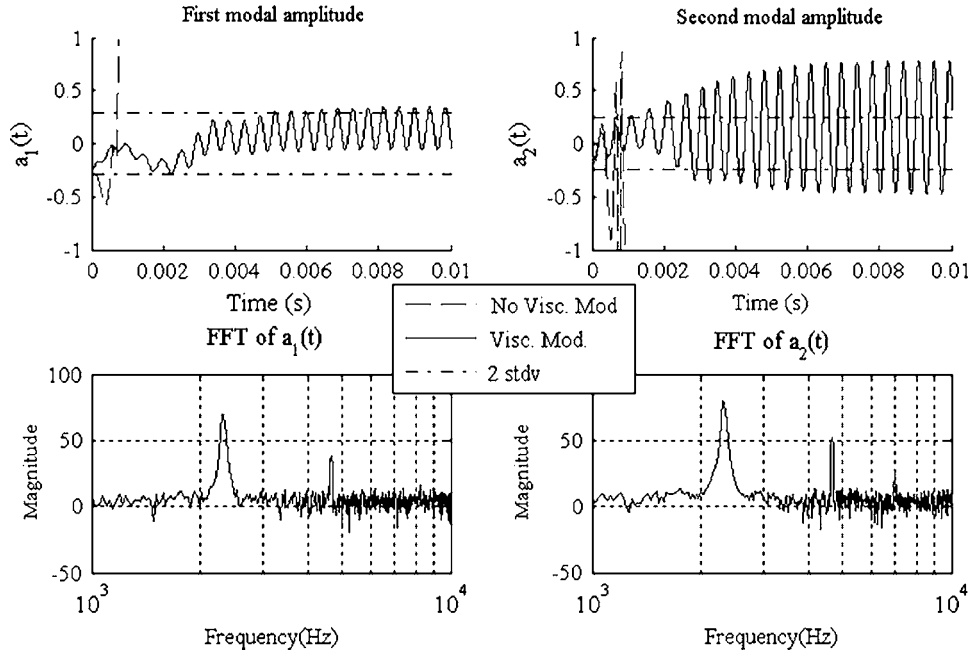 First modal amplitude
1
0.5
0
-0.5
-1
a1(t)
0 0.002 0.004 0.006 0.008 0.01
Time (s)
Second modal amplitude
1
0.5
0
-0.5
-1
a2(t)
0 0.002 0.004 0.006 0.008 0.01
Time (s)
No Visc. Mod
Visc. Mod.
2 stdv
FFT of a1(t)
100
50
0
-50
Magnitude
10^3 10^4
Frequency(Hz)
FFT of a2(t)
100
50
0
-50
Magnitude
10^3 10^4
Frequency(Hz)